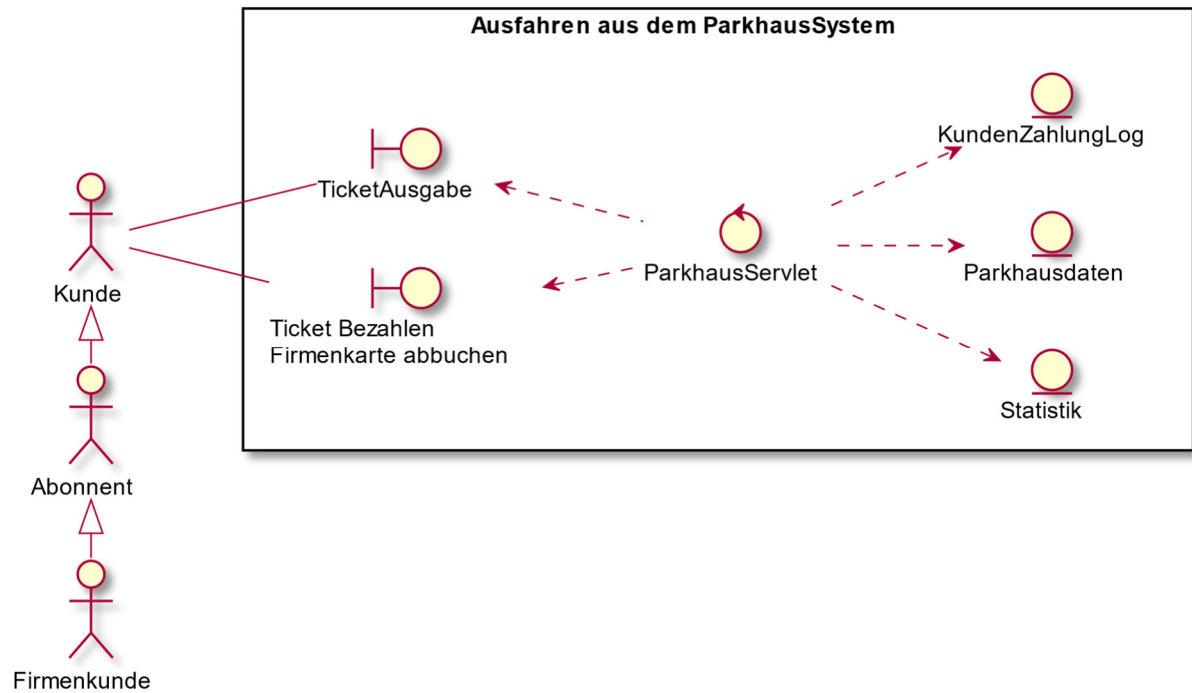 Ausfahren aus dem ParkhausSystem
KundenZahlungLog
TicketAusgabe
Kunde
ParkhausServlet
Parkhausdaten
Ticket Bezahlen
Firmenkarte abbuchen
Statistik
Abonnent
Firmenkunde